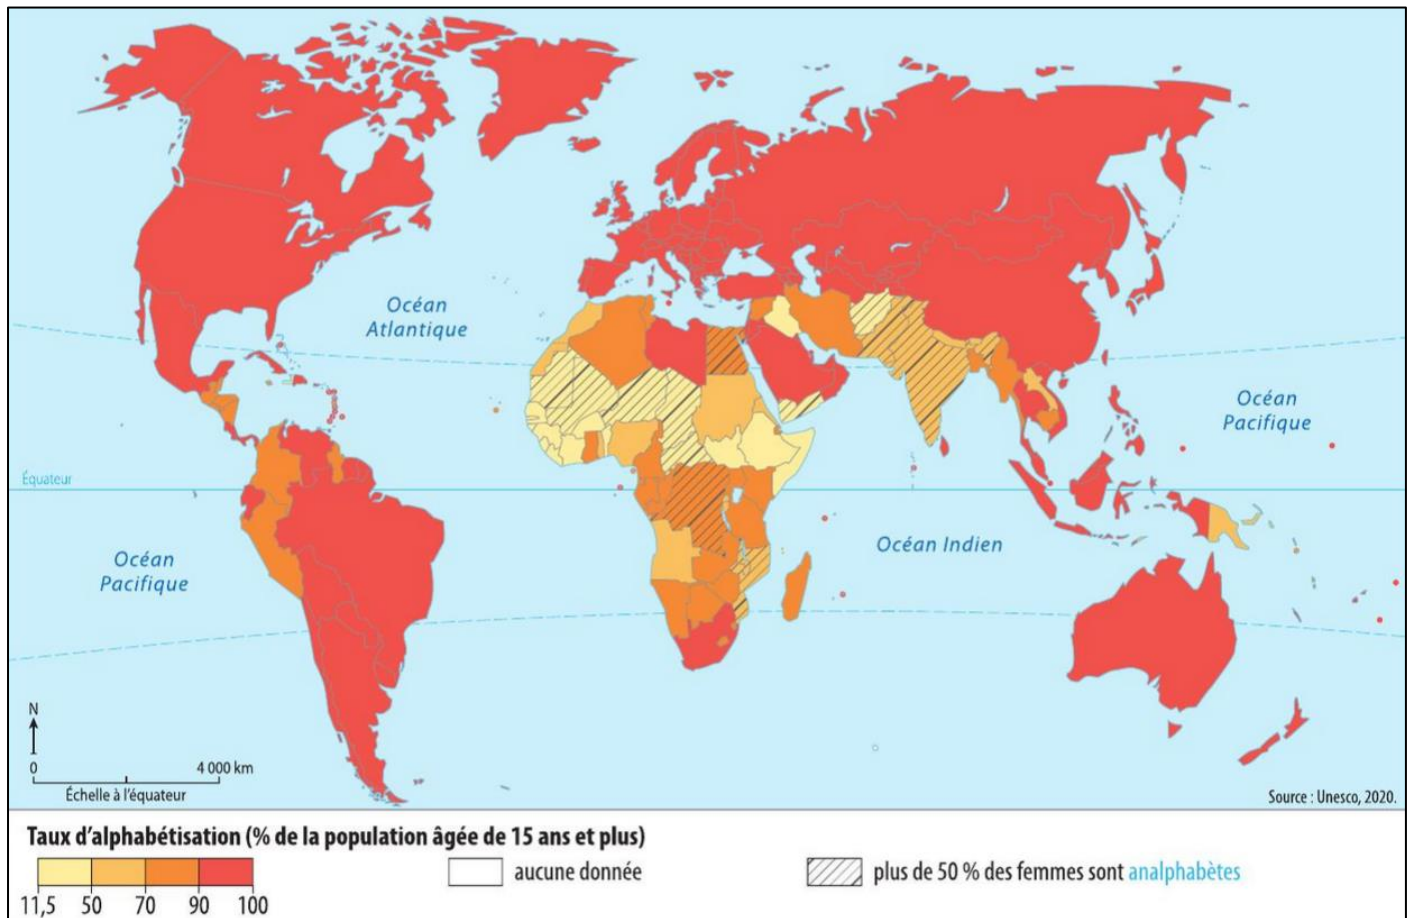 Océan
Atlantique
Océan
Pacifique
Équateur
Océan
Pacifique
Océan Indien
N
0
4 000 km
Échelle à l'équateur
Source : Unesco, 2020.
Taux d'alphabétisation (% de la population âgée de 15 ans et plus)
aucune donnée
plus de 50 % des femmes sont analphabètes
11,5 50 70 90 100